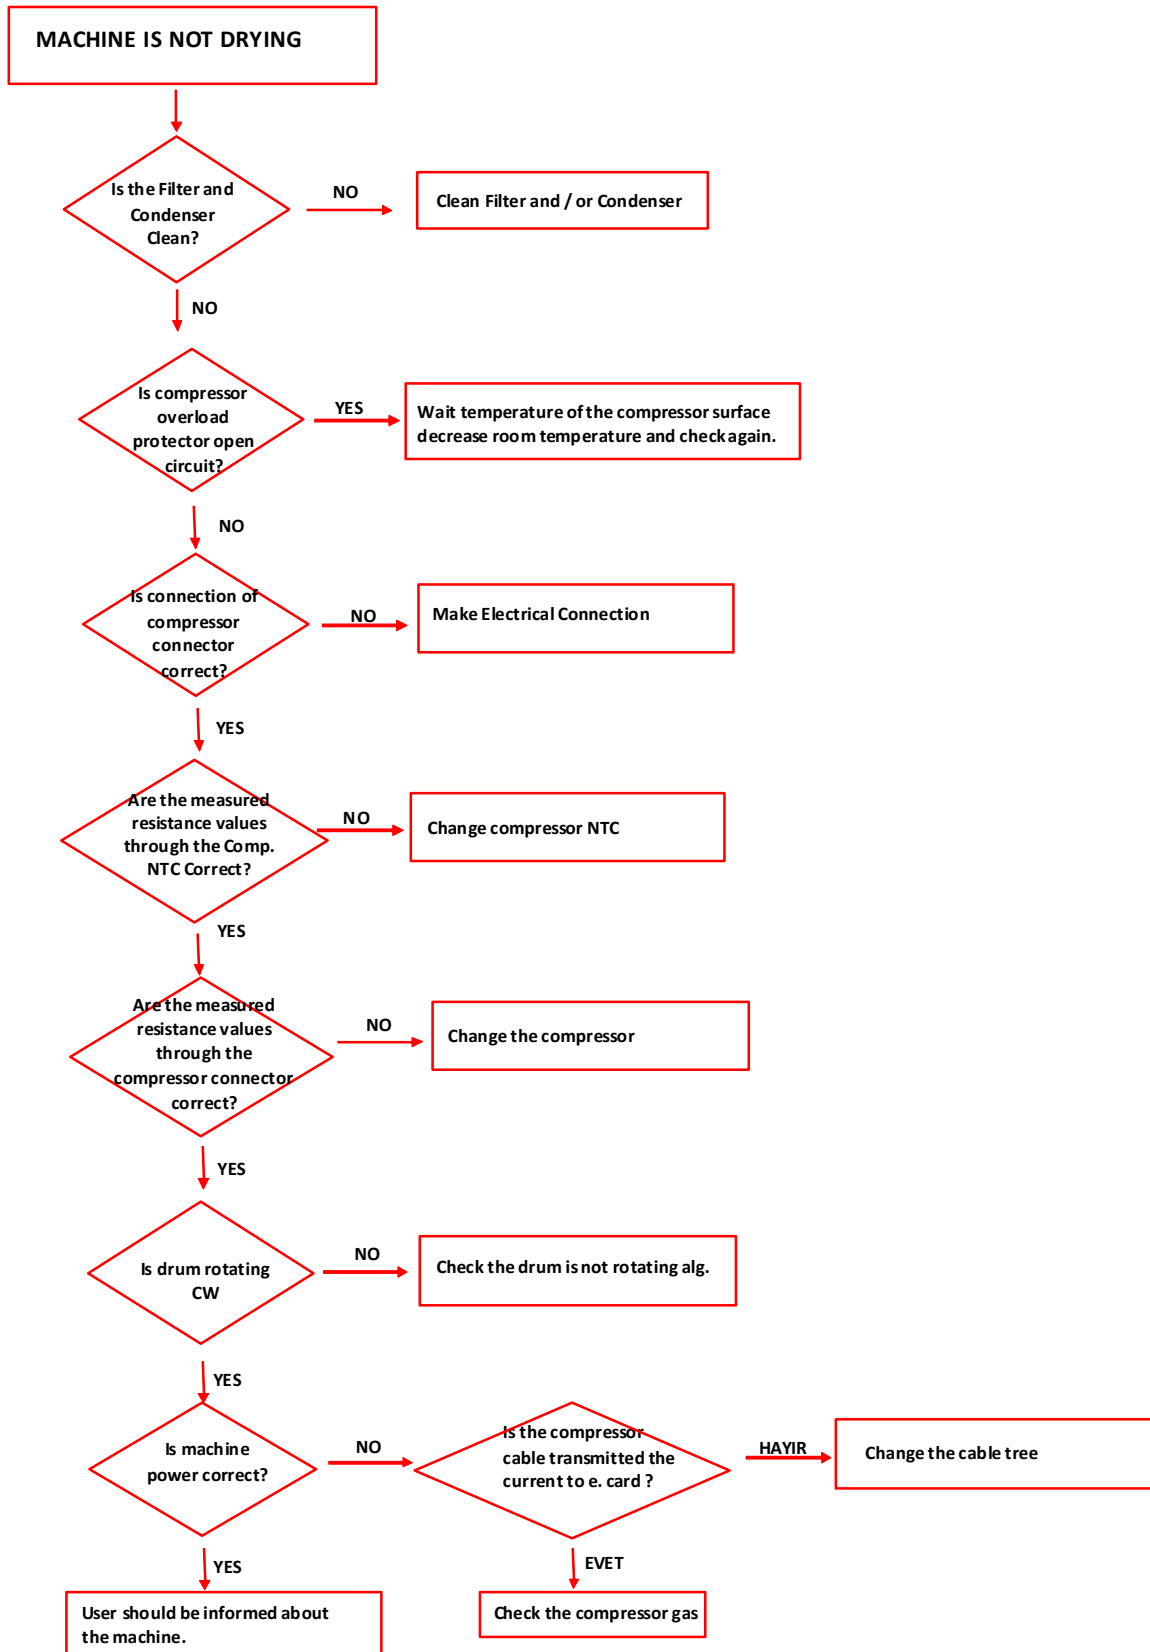 MACHINE IS NOT DRYING
Is the Filter and
Condenser
Clean?
NO
Clean Filter and / or Condenser
NO
Is compressor
overload
protector open
circuit?
YES
Wait temperature of the compressor surface
decrease room temperature and check again.
NO
Is connection of
compressor
connector
correct?
NO
Make Electrical Connection
YES
Are the measured
resistance values
through the Comp.
NTC Correct?
NO
Change compressor NTC
YES
Are the measured
resistance values
through the
compressor connector
correct?
NO
Change the compressor
YES
Is drum rotating
CW
NO
Check the drum is not rotating alg.
YES
Is machine
power correct?
NO
Is the compressor
cable transmitted the
current to e. card ?
HAYIR
Change the cable tree
YES
EVET
User should be informed about
the machine.
Check the compressor gas